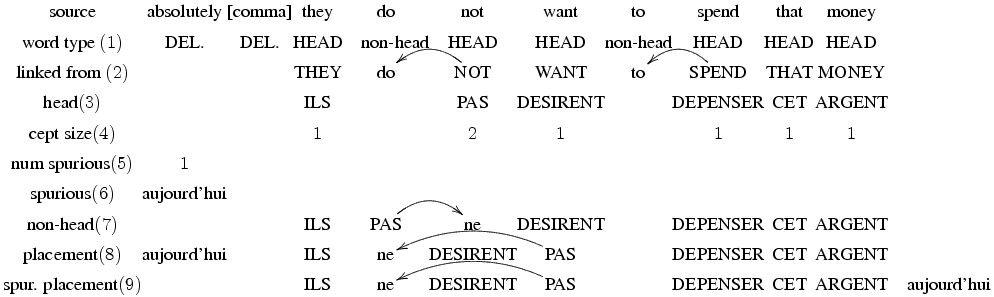 source absolutely [comma] they do not want to spend that money
word type (1) DEL. DEL. HEAD non-head HEAD HEAD non-head HEAD HEAD HEAD
linked from (2) THEY do NOT WANT to SPEND THAT MONEY
head(3) ILS PAS DESIRENT DEPENSER CET ARGENT
cept size(4) 1 2 1 1 1 1
num spurious(5) 1
spurious(6) aujourd'hui
non-head(7) ILS PAS ne DESIRENT DEPENSER CET ARGENT
placement(8) aujourd'hui ILS ne DESIRENT PAS DEPENSER CET ARGENT
spur. placement(9) ILS ne DESIRENT PAS DEPENSER CET ARGENT aujourd'hui